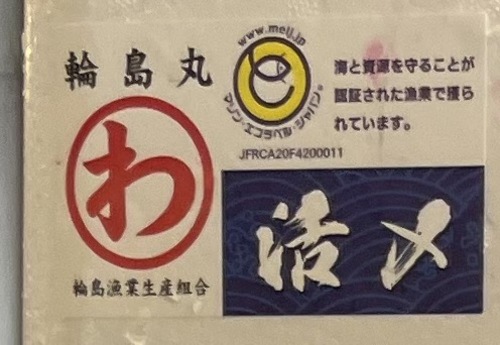 輪島丸
わ
輪島漁業生産組合
www.melj.jp
マリン・エコラベル・ジャパン®
海と資源を守ることが
認証された漁業で獲ら
れています。
JFRCA20F4200011
活〆